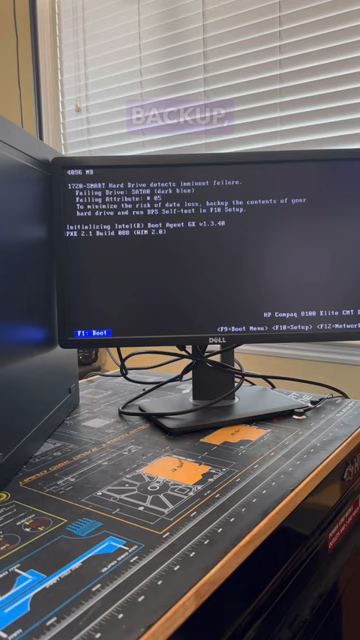 BACKUP.
4096 MB
1720-SMART Hard Drive detects imminent failure.
Failing Drive: SATA0 (dark blue)
Failing Attribute: # 05
To minimize the risk of data loss, backup the contents of your
hard drive and run DPS Self-test in F10 Setup.
Initializing Intel(R) Boot Agent GE v1.3.40
PXE 2.1 Build 088 (WfM 2.0)
HP Compaq 8100 Elite CMT
F1: Boot
<F9=Boot Menu> <F10=Setup> <F12=Network
DELL